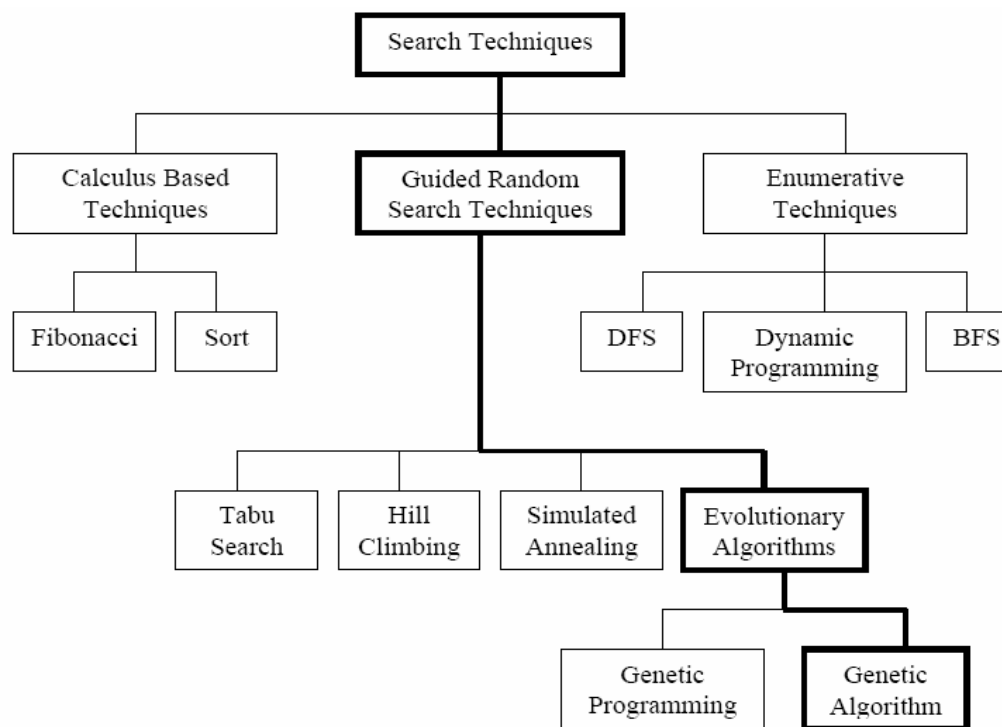 Search Techniques
Calculus Based
Techniques
Guided Random
Search Techniques
Enumerative
Techniques
Fibonacci
Sort
DFS
Dynamic
Programming
BFS
Tabu
Search
Hill
Climbing
Simulated
Annealing
Evolutionary
Algorithms
Genetic
Programming
Genetic
Algorithm